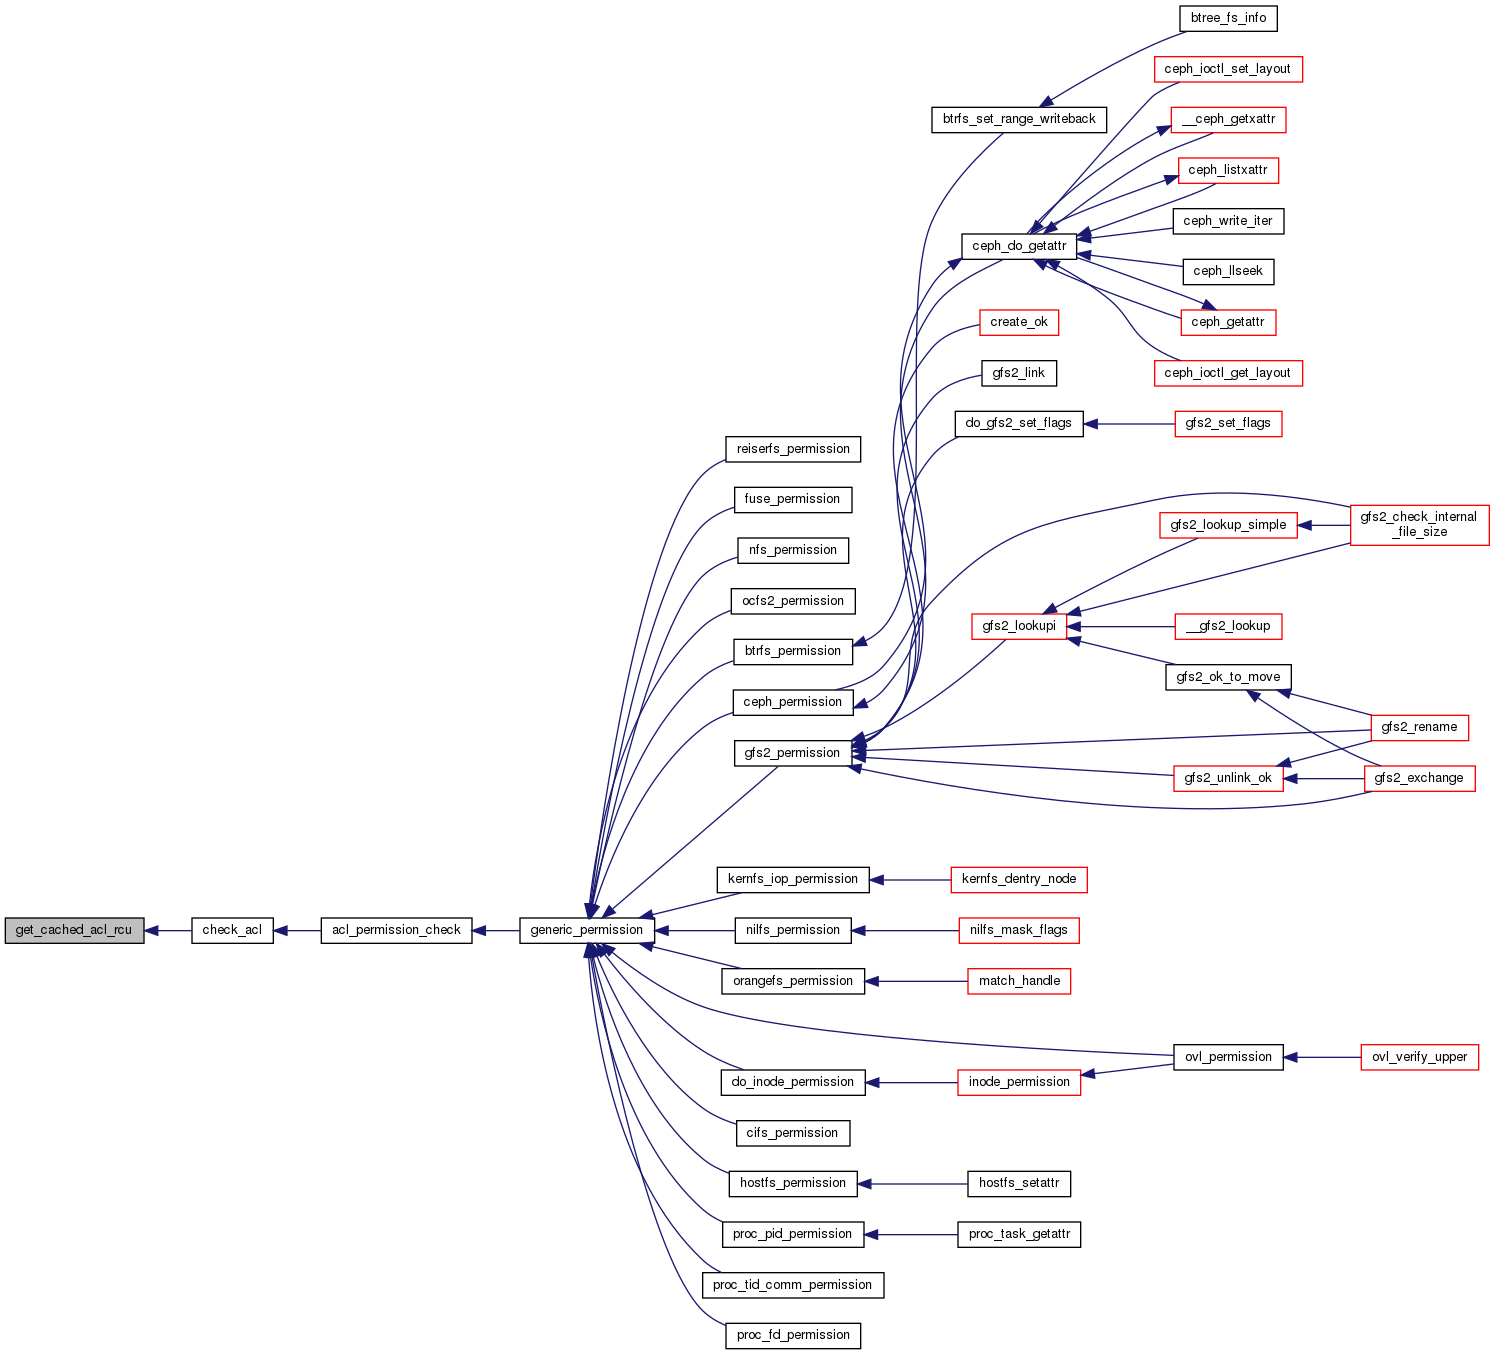 btree_fs_info
ceph_ioctl_set_layout
btrfs_set_range_writeback
__ceph_getxattr
ceph_listxattr
ceph_write_iter
ceph_do_getattr
ceph_llseek
create_ok
ceph_getattr
gfs2_link
ceph_ioctl_get_layout
do_gfs2_set_flags
gfs2_set_flags
reiserfs_permission
fuse_permission
gfs2_lookup_simple
gfs2_check_internal
_file_size
nfs_permission
ocfs2_permission
gfs2_lookupi
__gfs2_lookup
btrfs_permission
gfs2_ok_to_move
ceph_permission
gfs2_rename
gfs2_permission
gfs2_unlink_ok
gfs2_exchange
kernfs_iop_permission
kernfs_dentry_node
get_cached_acl_rcu
check_acl
acl_permission_check
generic_permission
nilfs_permission
nilfs_mask_flags
orangefs_permission
match_handle
ovl_permission
ovl_verify_upper
do_inode_permission
inode_permission
cifs_permission
hostfs_permission
hostfs_setattr
proc_pid_permission
proc_task_getattr
proc_tid_comm_permission
proc_fd_permission